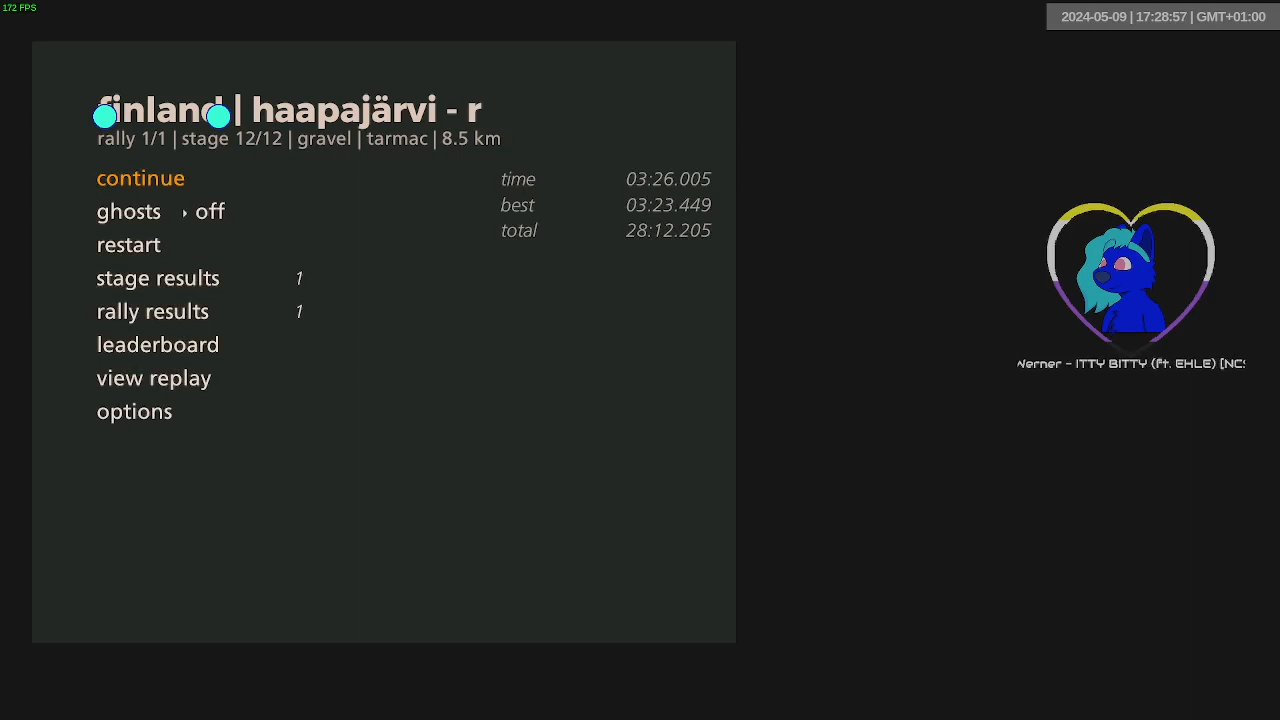 172 FPS
2024-05-09 | 17:28:57 | GMT+01:00
finland | haapajärvi - r
rally 1/1 | stage 12/12 | gravel | tarmac | 8.5 km
continue
time 03:26.005
ghosts off
best 03:23.449
total 28:12.205
restart
stage results 1
rally results 1
leaderboard
view replay
options
Werner - ITTY BITTY (ft. EHLE) [NCS